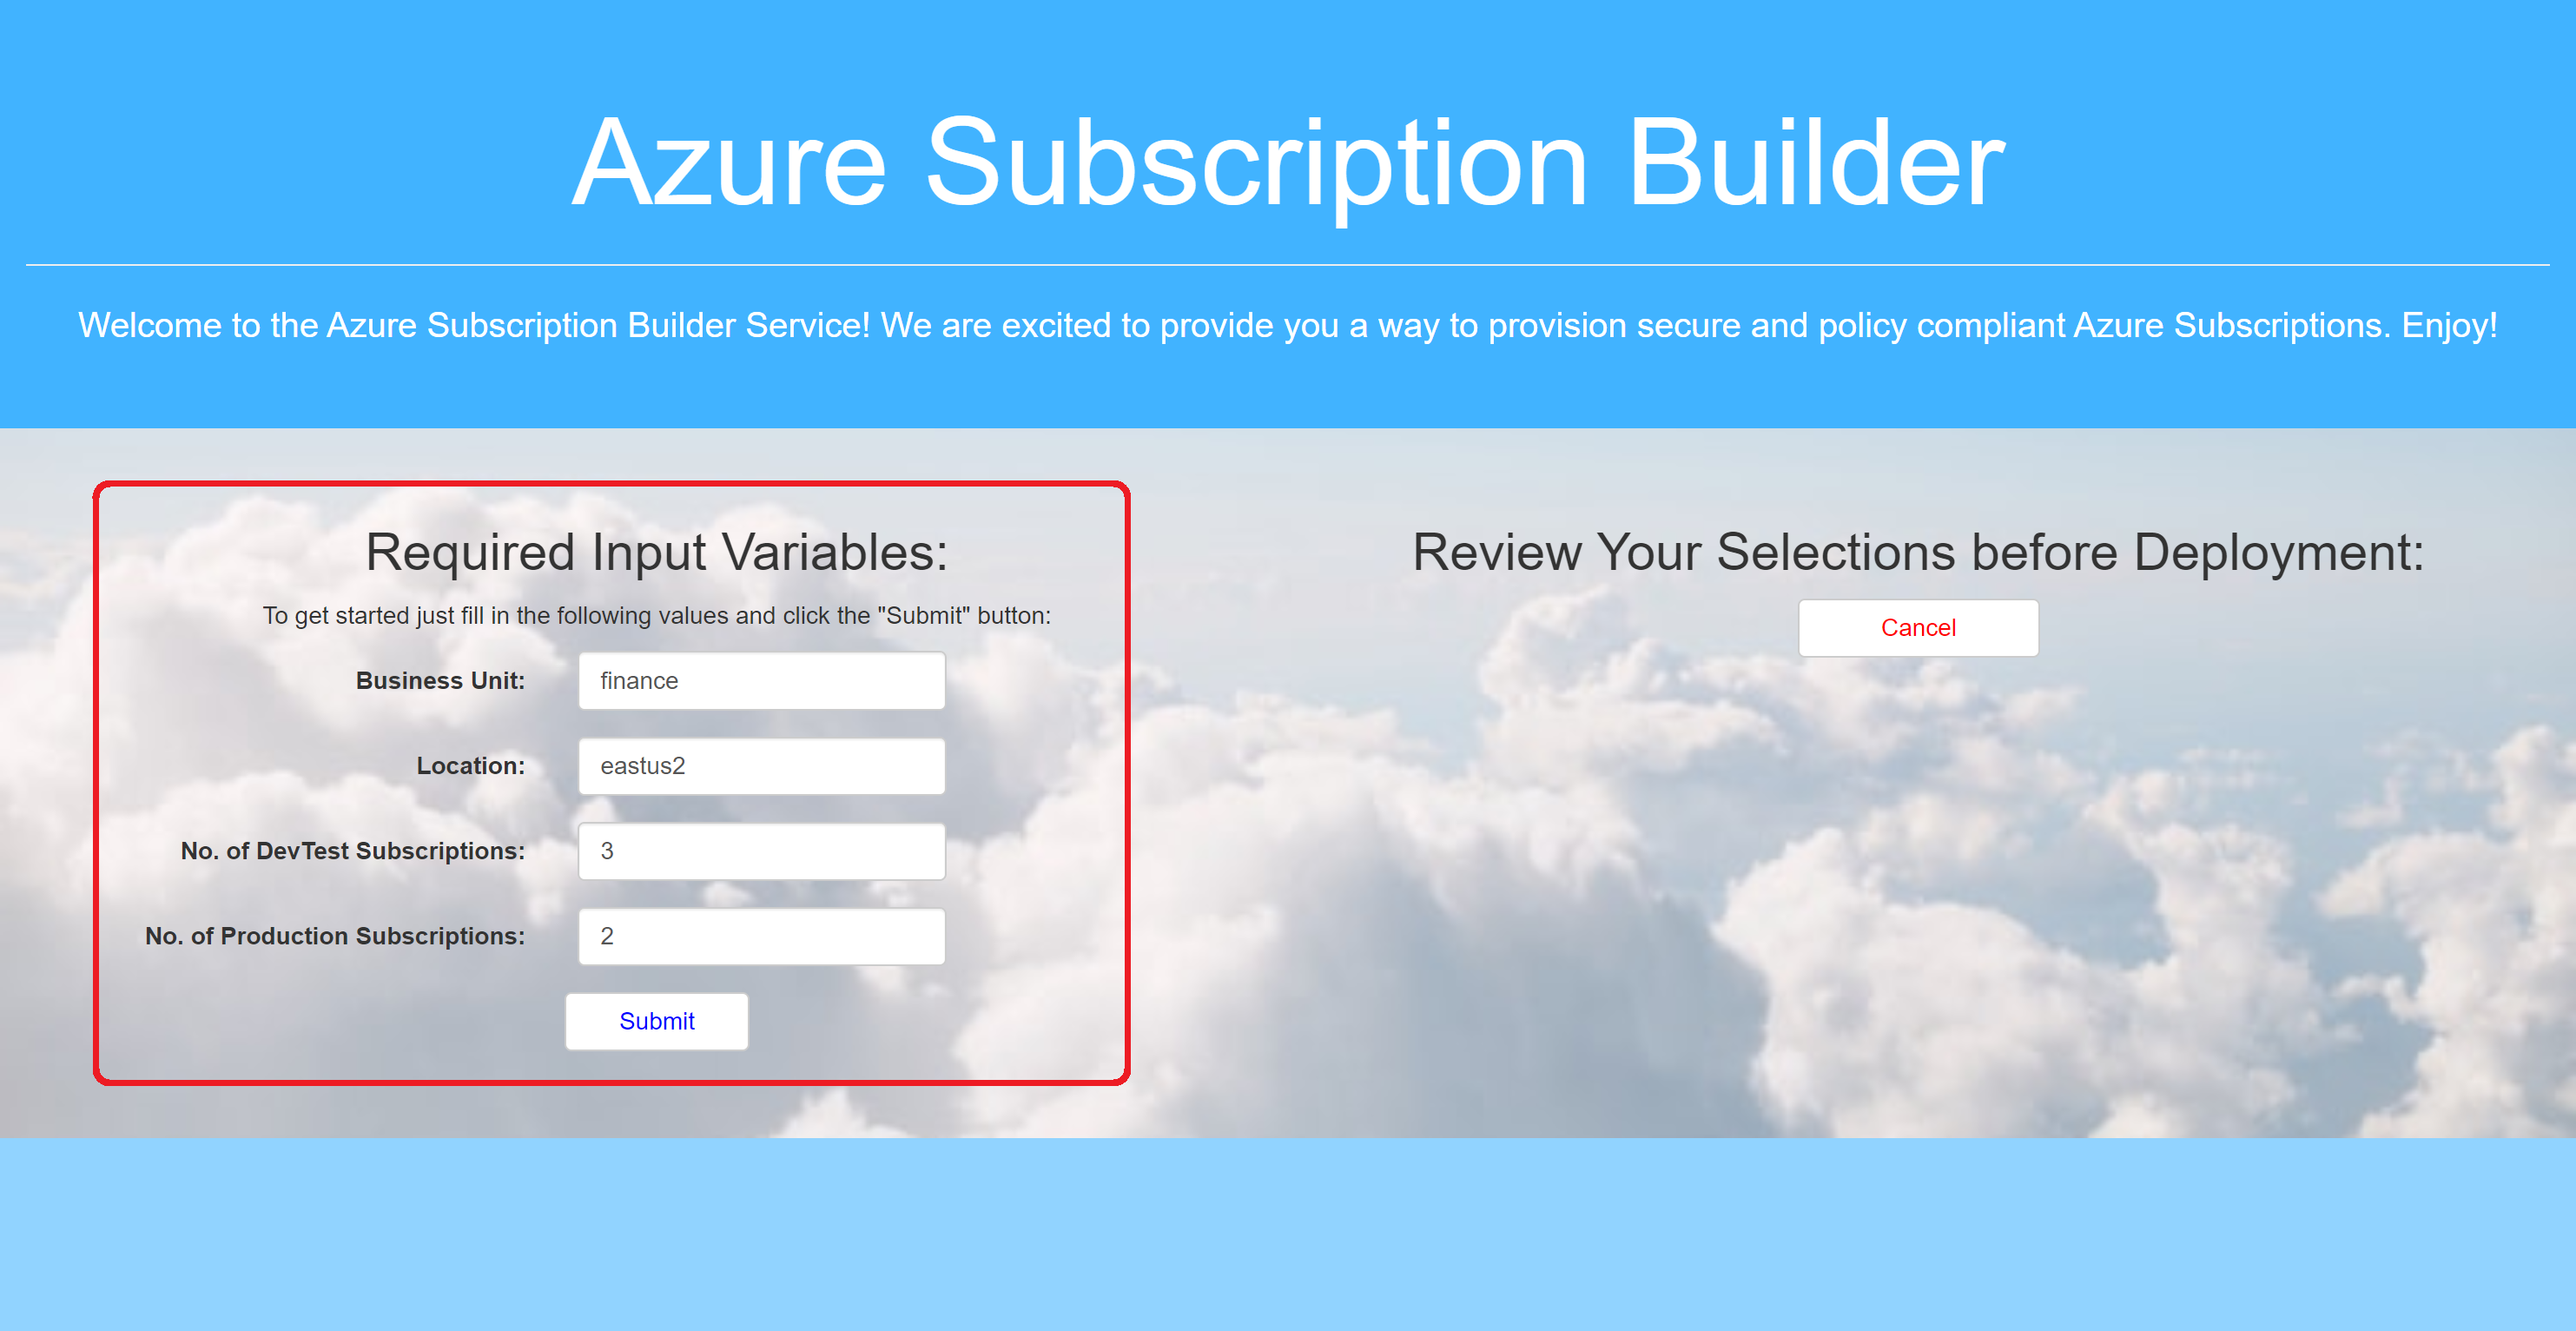 Azure Subscription Builder
Welcome to the Azure Subscription Builder Service! We are excited to provide you a way to provision secure and policy compliant Azure Subscriptions. Enjoy!
Required Input Variables:
To get started just fill in the following values and click the "Submit" button:
Business Unit: finance
Location: eastus2
No. of DevTest Subscriptions: 3
No. of Production Subscriptions: 2
Submit
Review Your Selections before Deployment:
Cancel